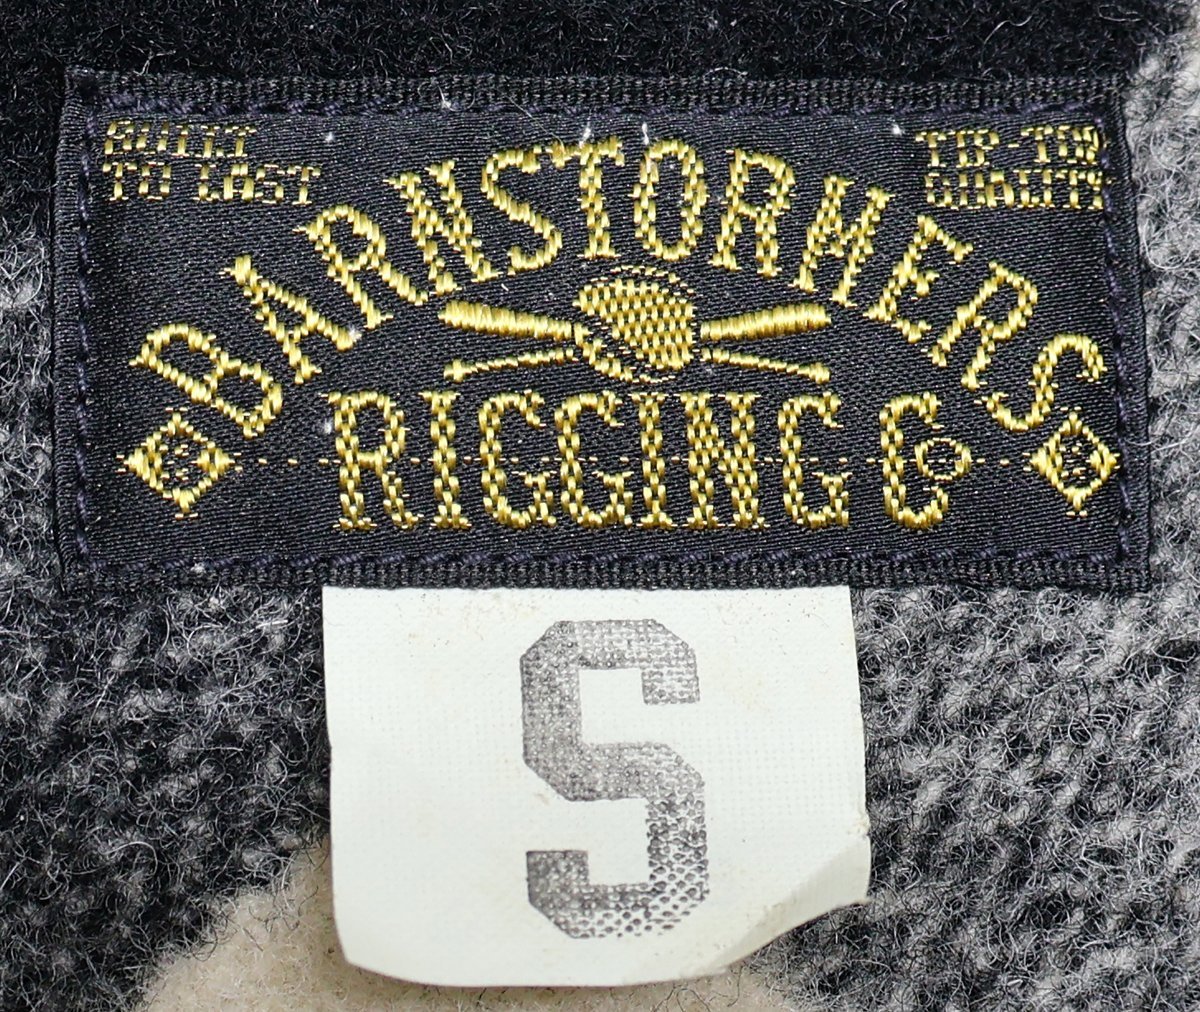 BUILT
TO LAST
TIP-TOP
QUALITY
BARNSTORMERS
RIGGING Co
S